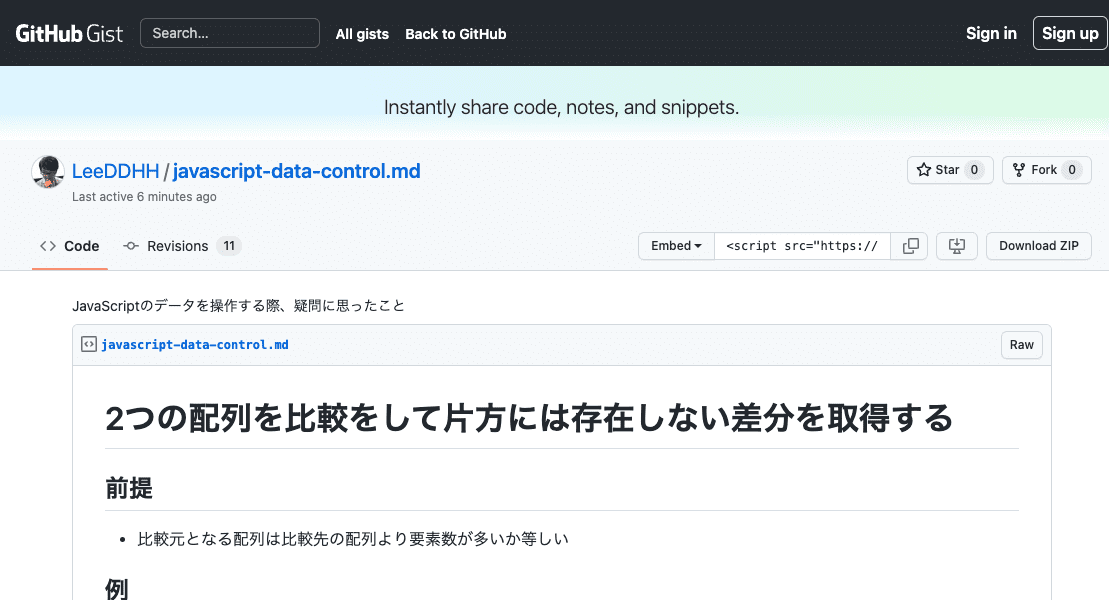 GitHub Gist Search... All gists Back to GitHub Sign in Sign up
Instantly share code, notes, and snippets.
LeeDDHH / javascript-data-control.md Star 0 Fork 0
Last active 6 minutes ago
Code Revisions 11 Embed <script src="https:// Download ZIP
JavaScriptのデータを操作する際、疑問に思ったこと
javascript-data-control.md Raw
2つの配列を比較をして片方には存在しない差分を取得する
前提
• 比較元となる配列は比較先の配列より要素数が多いか等しい
例